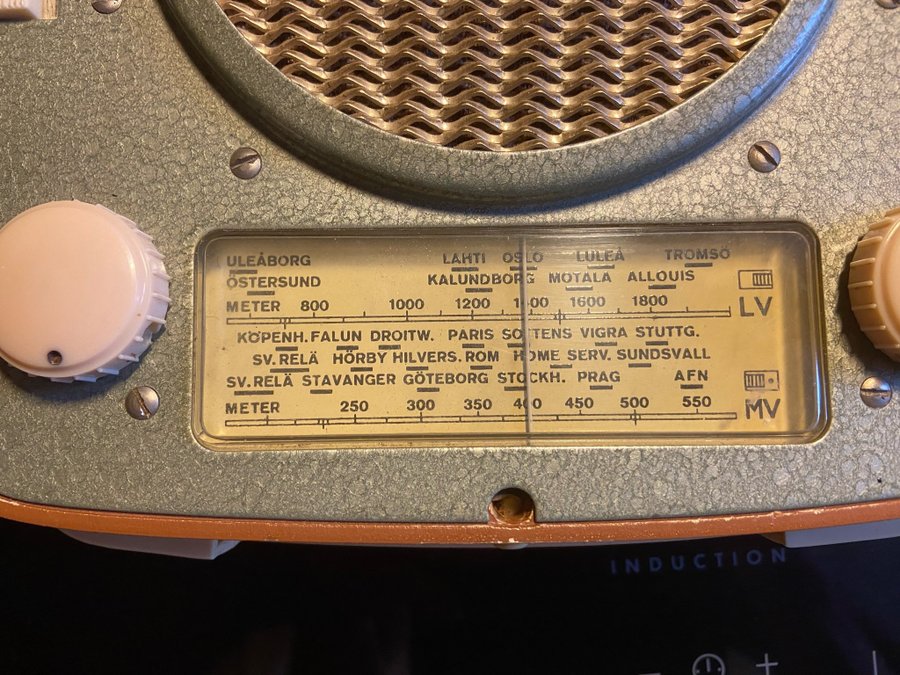 ULEÅBORG LAHTI OSLO LULEÅ TROMSÖ
ÖSTERSUND KALUNDBORG MOTALA ALLOUIS
METER 800 1000 1200 1400 1600 1800
LV
KÖPENH. FALUN DROITW. PARIS SOTTENS VIGRA STUTTG.
SV.RELÄ HÖRBY HILVERS. ROM HOME SERV. SUNDSVALL
SV.RELÄ STAVANGER GÖTEBORG STOCKH. PRAG AFN
METER 250 300 350 400 450 500 550
MV
INDUCTION